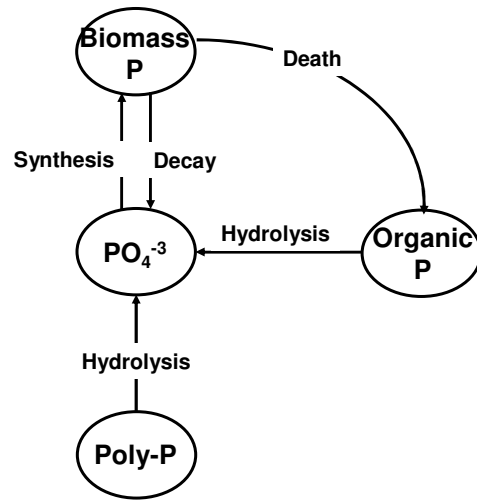 Biomass
P
Death
Synthesis
Decay
Hydrolysis
Organic
P
PO₄⁻³
Hydrolysis
Poly-P